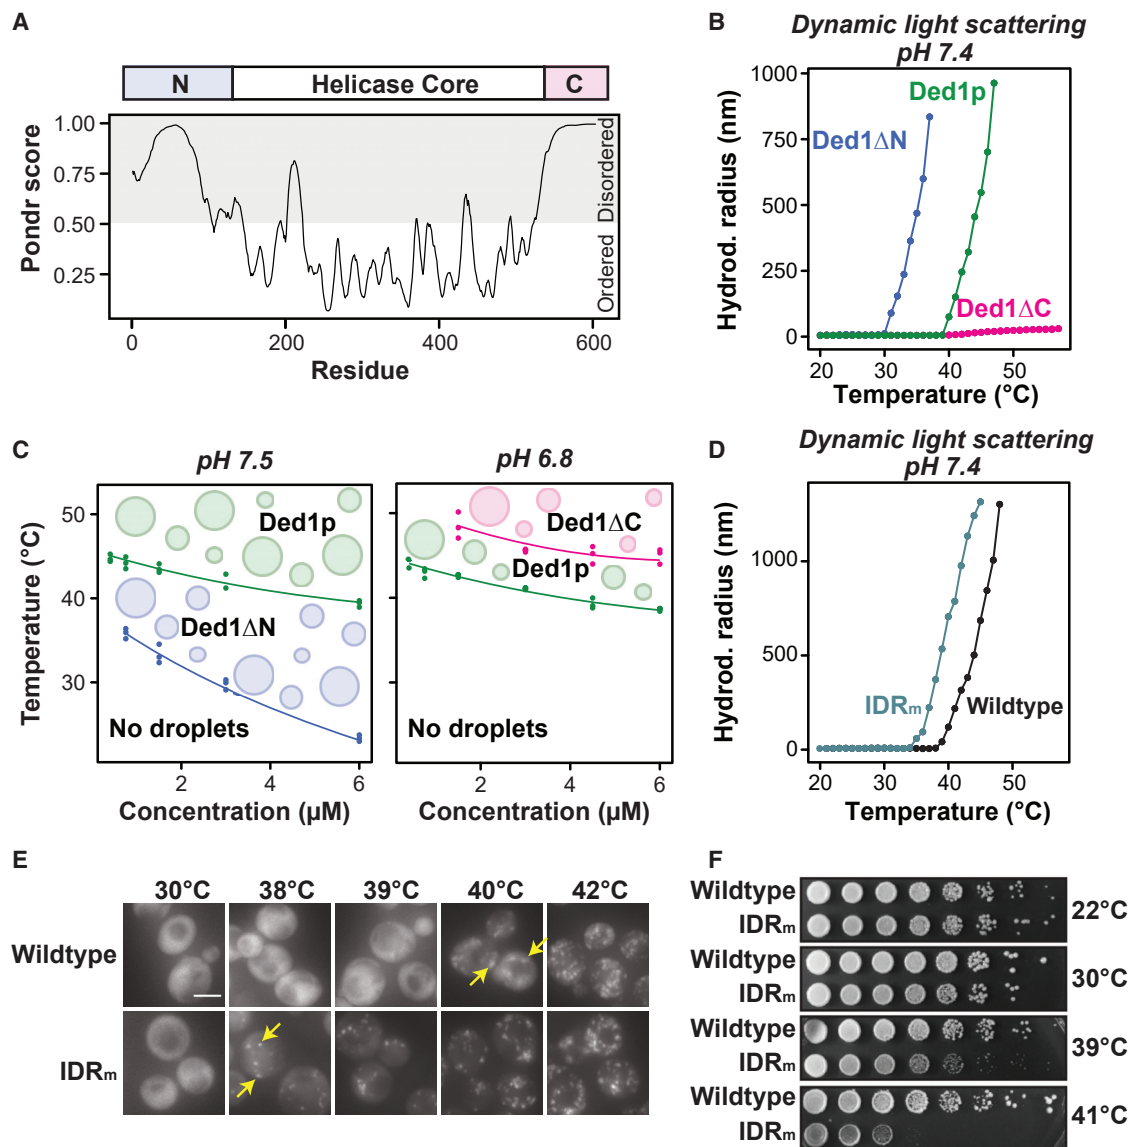 A
N
Helicase Core
C
Pondr score
1.00
0.75
0.50
0.25
Disordered
Ordered
0
200
400
600
Residue
B
Dynamic light scattering
pH 7.4
Hydrod. radius (nm)
1000
750
500
250
0
Ded1p
Ded1ΔN
Ded1ΔC
20
30
40
50
Temperature (°C)
C
pH 7.5
pH 6.8
Temperature (°C)
50
40
30
Ded1p
Ded1ΔN
No droplets
Ded1ΔC
Ded1p
No droplets
2
4
6
2
4
6
Concentration (µM)
Concentration (µM)
D
Dynamic light scattering
pH 7.4
Hydrod. radius (nm)
1000
500
0
IDRm
Wildtype
20
30
40
50
Temperature (°C)
E
30°C
38°C
39°C
40°C
42°C
Wildtype
IDRm
F
Wildtype
IDRm
22°C
Wildtype
IDRm
30°C
Wildtype
IDRm
39°C
Wildtype
IDRm
41°C